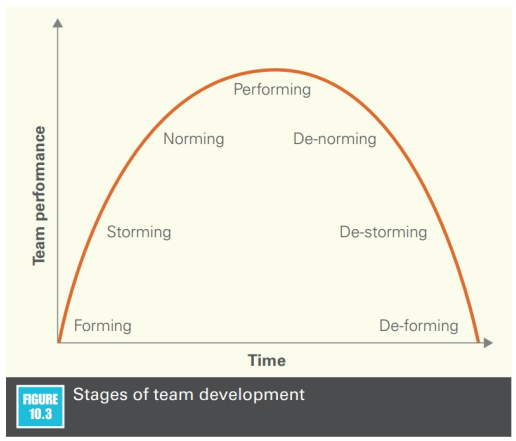 Team performance
Performing
Norming
De-norming
Storming
De-storming
Forming
De-forming
Time
FIGURE
10.3
Stages of team development